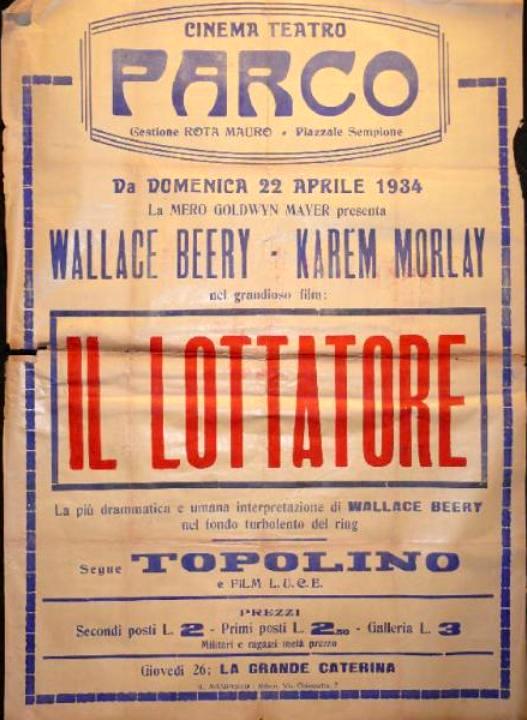 CINEMA TEATRO
PARCO
Gestione ROTA MAURO - Piazzale Sempione
Da DOMENICA 22 APRILE 1934
La MERO GOLDWYN MAYER presenta
WALLACE BEERY - KAREM MORLAY
nel grandioso film:
IL LOTTATORE
La più drammatica e umana interpretazione di WALLACE BEERY
nel fondo turbolento del ring
Segue TOPOLINO
e FILM L.U.C.E.
PREZZI
Secondi posti L. 2 - Primi posti L. 2.50 - Galleria L. 3
Militari e ragazzi metà prezzo
Giovedì 26: LA GRANDE CATERINA